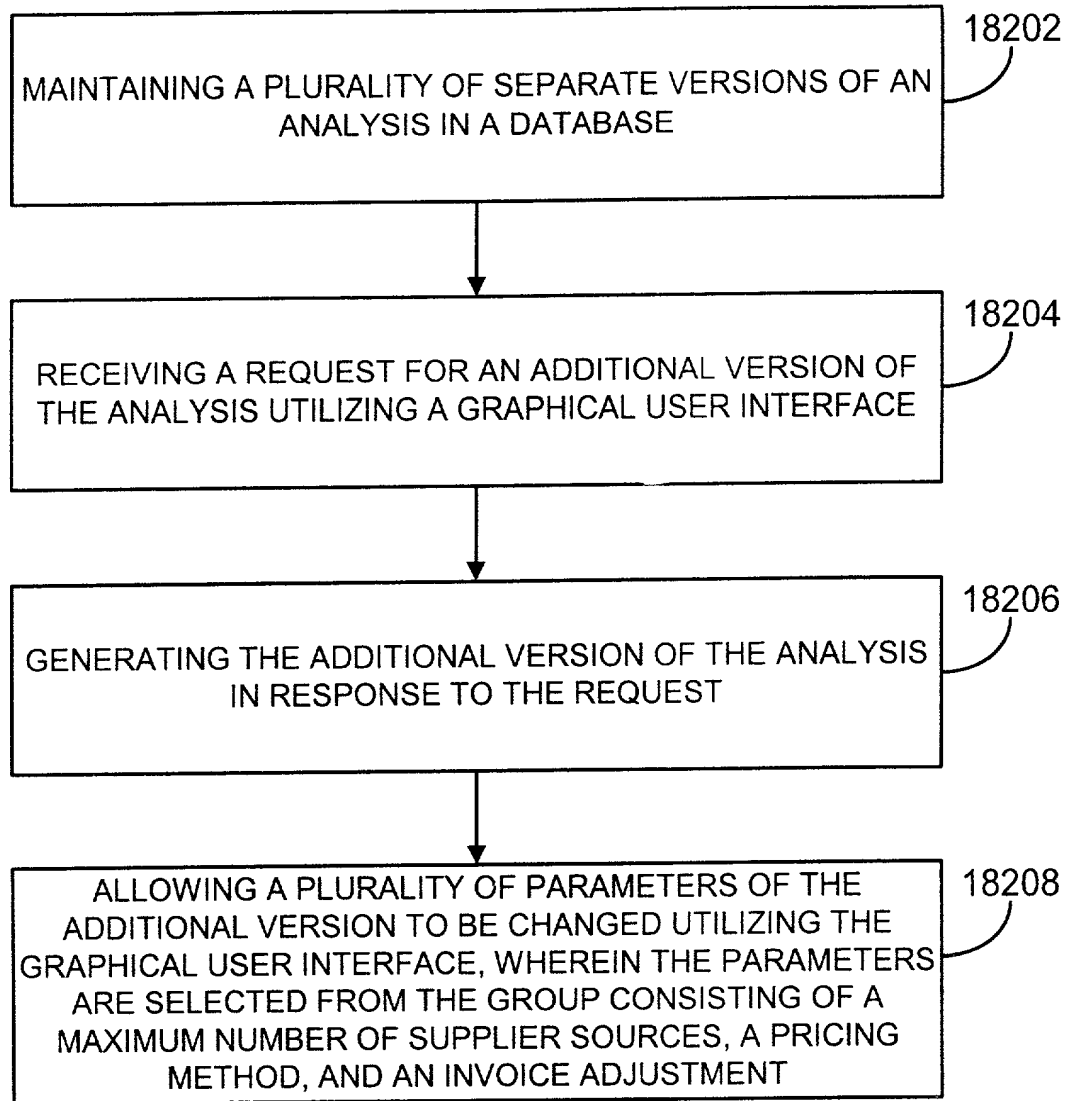 18202
MAINTAINING A PLURALITY OF SEPARATE VERSIONS OF AN
ANALYSIS IN A DATABASE
18204
RECEIVING A REQUEST FOR AN ADDITIONAL VERSION OF
THE ANALYSIS UTILIZING A GRAPHICAL USER INTERFACE
18206
GENERATING THE ADDITIONAL VERSION OF THE ANALYSIS
IN RESPONSE TO THE REQUEST
18208
ALLOWING A PLURALITY OF PARAMETERS OF THE
ADDITIONAL VERSION TO BE CHANGED UTILIZING THE
GRAPHICAL USER INTERFACE, WHEREIN THE PARAMETERS
ARE SELECTED FROM THE GROUP CONSISTING OF A
MAXIMUM NUMBER OF SUPPLIER SOURCES, A PRICING
METHOD, AND AN INVOICE ADJUSTMENT